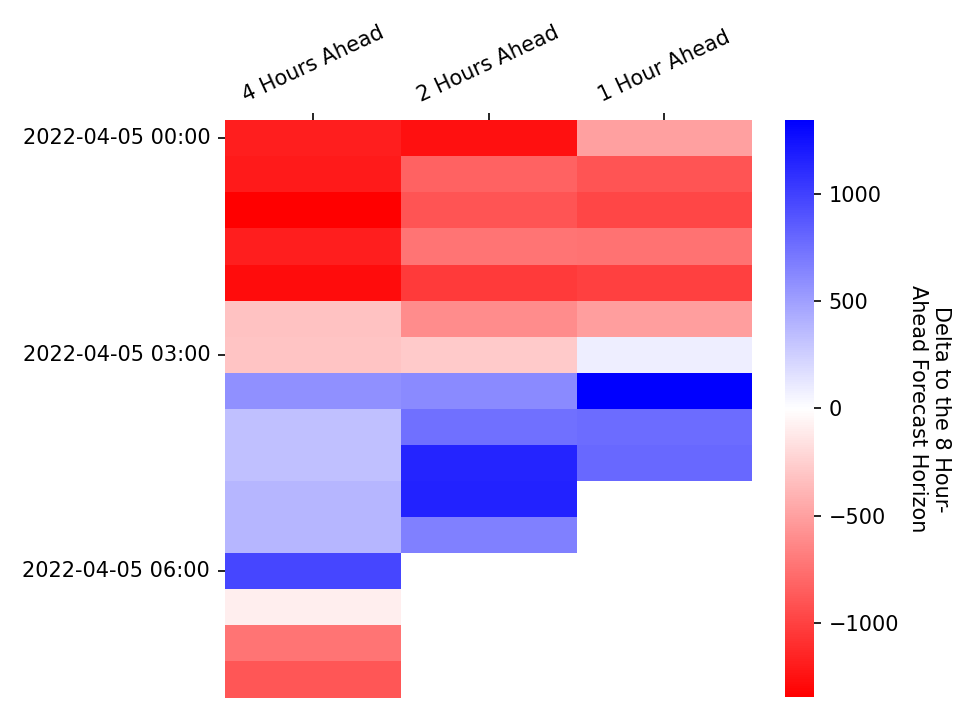 4 Hours Ahead
2 Hours Ahead
1 Hour Ahead
2022-04-05 00:00
2022-04-05 03:00
2022-04-05 06:00
1000
500
0
−500
−1000
Delta to the 8 Hour-
Ahead Forecast Horizon